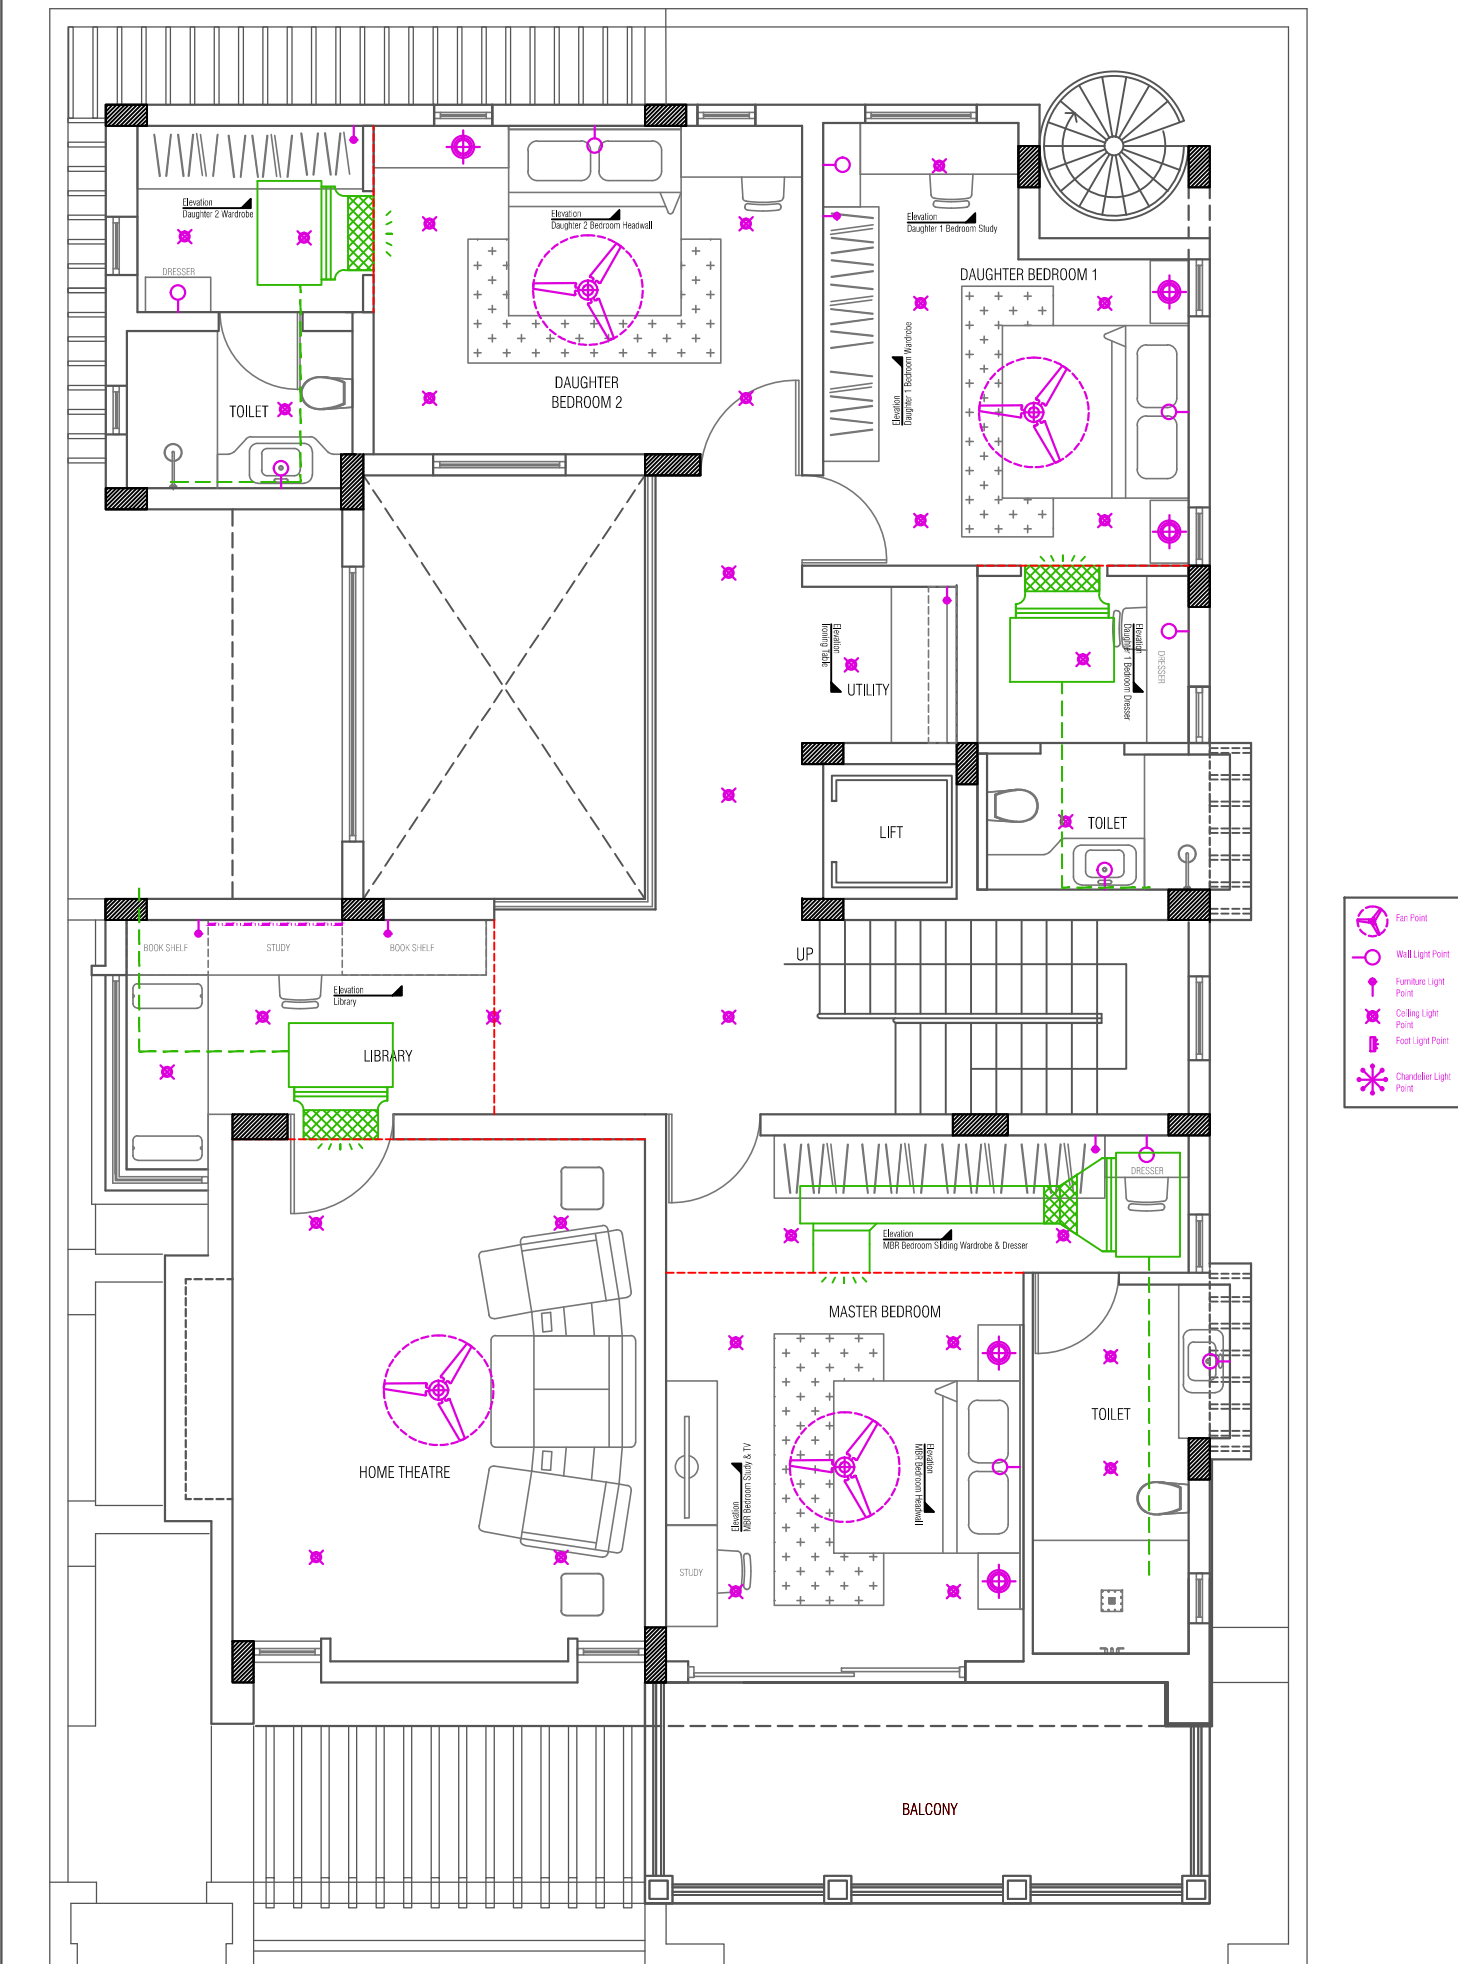 Elevation
Daughter 2 Wardrobe
DRESSER
TOILET
Elevation
Daughter 2 Bedroom Headwall
DAUGHTER
BEDROOM 2
Elevation
Daughter 1 Bedroom Study
DAUGHTER BEDROOM 1
Elevation
Daughter 1 Bedroom Wardrobe
Elevation
Ironing Table
UTILITY
Elevation
Daughter 1 Bedroom Dresser
DRESSER
LIFT
TOILET
UP
BOOK SHELF
STUDY
BOOK SHELF
Elevation
Library
LIBRARY
Fan Point
Wall Light Point
Furniture Light
Point
Ceiling Light
Point
Foot Light Point
Chandelier Light
Point
DRESSER
Elevation
MBR Bedroom Sliding Wardrobe & Dresser
MASTER BEDROOM
HOME THEATRE
Elevation
MBR Bedroom Study & TV
Elevation
MBR Bedroom Headwall
TOILET
STUDY
BALCONY